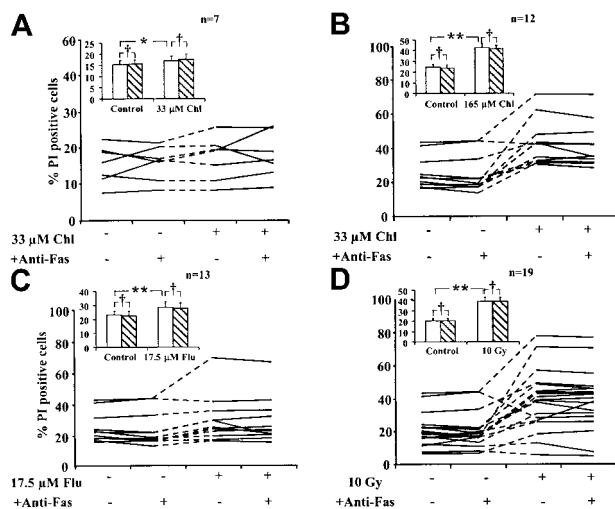 A
n=7
% PI positive cells
60
40
30
20
10
0
25
20
15
10
5
0
* † †
Control 33 µM Chl
33 µM Chl - - + +
+Anti-Fas - + - +
B
n=12
100
80
60
40
20
0
50
40
30
20
10
0
** † †
Control 165 µM Chl
33 µM Chl - - + +
+Anti-Fas - + - +
C
n=13
% PI positive cells
100
80
60
40
20
0
40
30
20
10
0
** † †
Control 17.5 µM Flu
17.5 µM Flu - - + +
+Anti-Fas - + - +
D
n=19
100
80
60
40
20
0
50
40
30
20
10
0
** † †
Control 10 Gy
10 Gy - - + +
+Anti-Fas - + - +